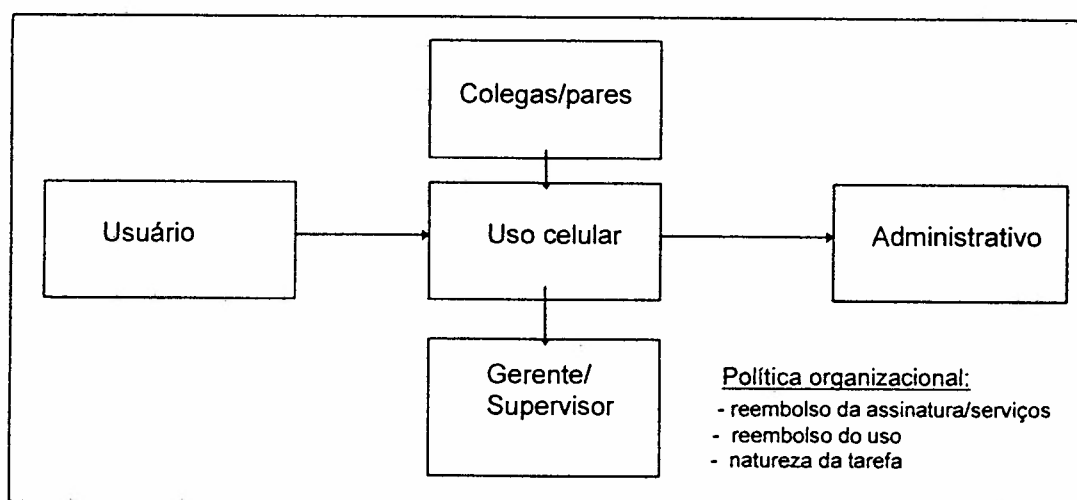 Colegas/pares
Usuário
Uso celular
Administrativo
Gerente/
Supervisor
Política organizacional:
- reembolso da assinatura/serviços
- reembolso do uso
- natureza da tarefa